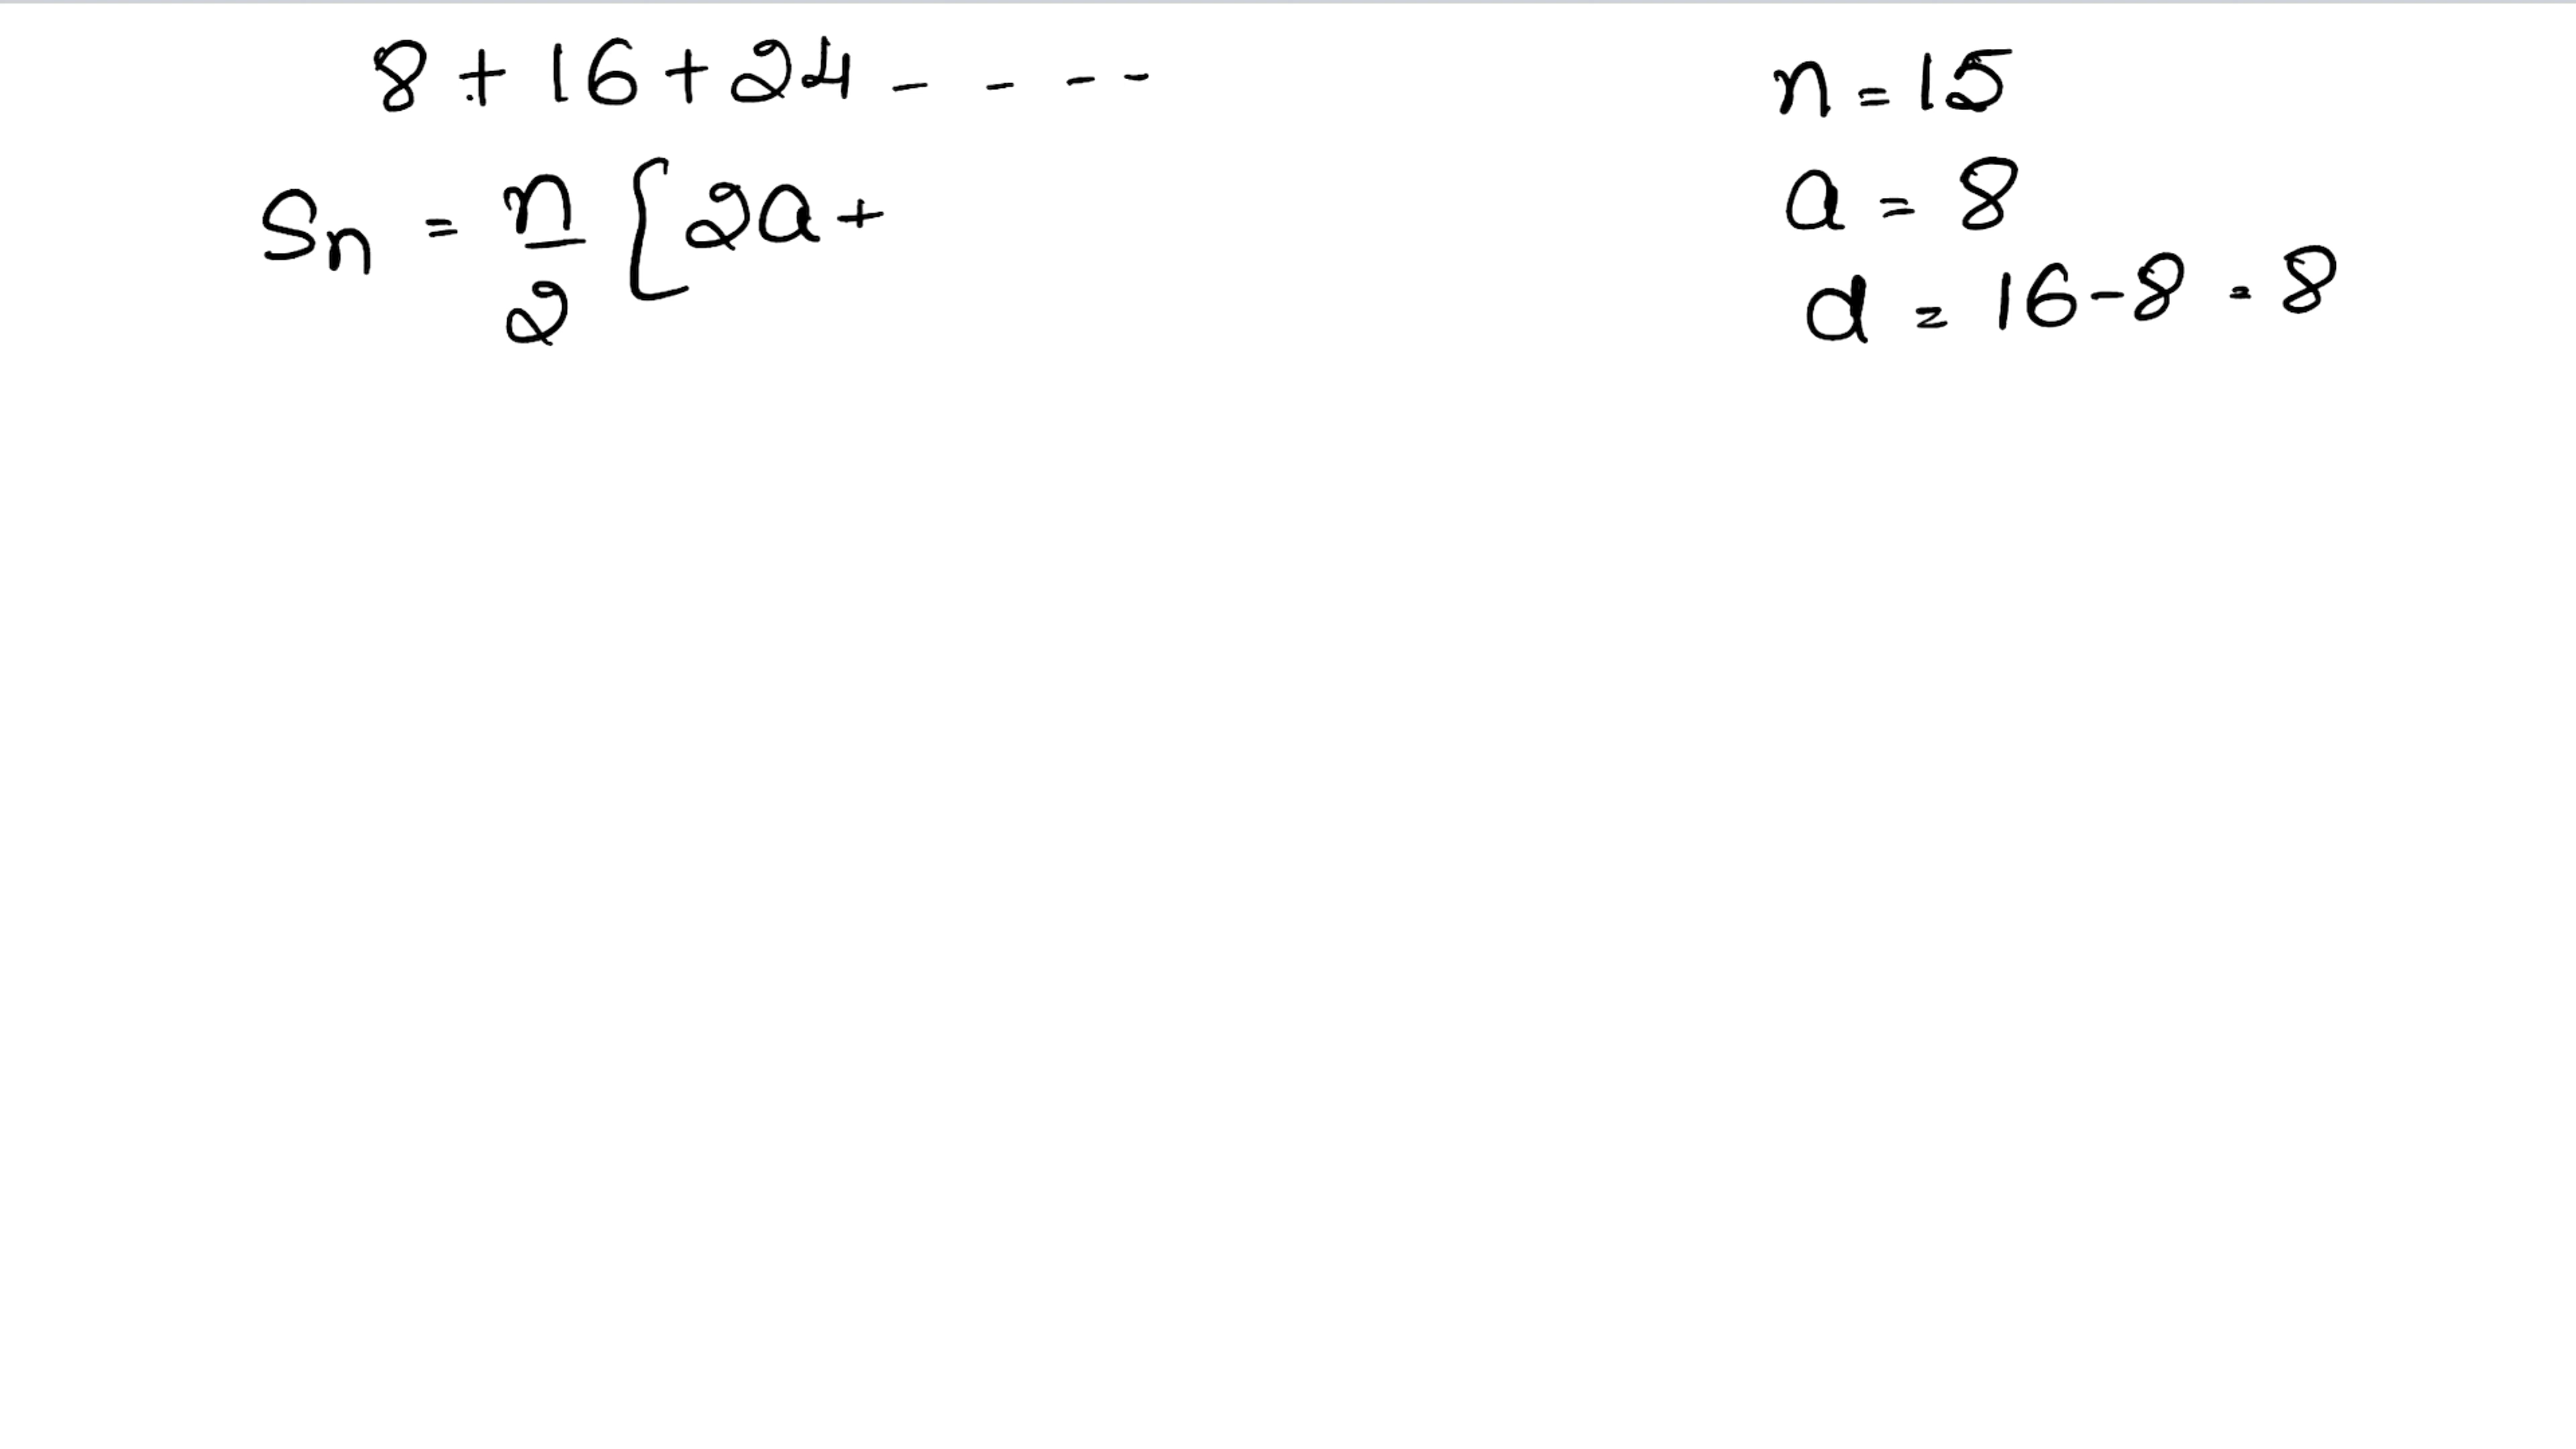 8 + 16 + 24 - - - -
Sn = n/2 [2a +
n = 15
a = 8
d = 16 - 8 = 8